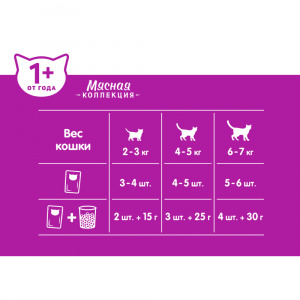 1+
ОТ ГОДА
Мясная
КОЛЛЕКЦИЯ
Вес
кошки
2-3 кг
4-5 кг
6-7 кг
3-4 шт.
4-5 шт.
5-6 шт.
+
2 шт. + 15 г
3 шт. + 25 г
4 шт. + 30 г